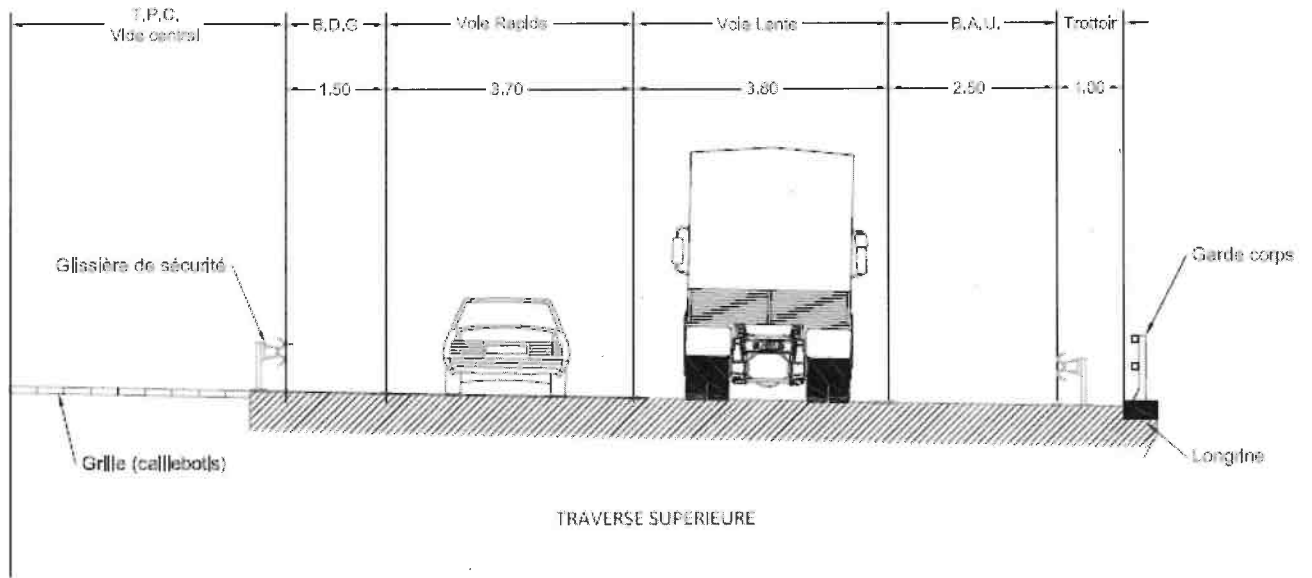 T.P.C.
Vide central
B.D.G
Voie Rapide
Voie Lente
B.A.U.
Trottoir
1.50
3.70
3.80
2.50
1.00
Glissière de sécurité
Garde corps
Grille (caillebotis)
Longrine
TRAVERSE SUPERIEURE